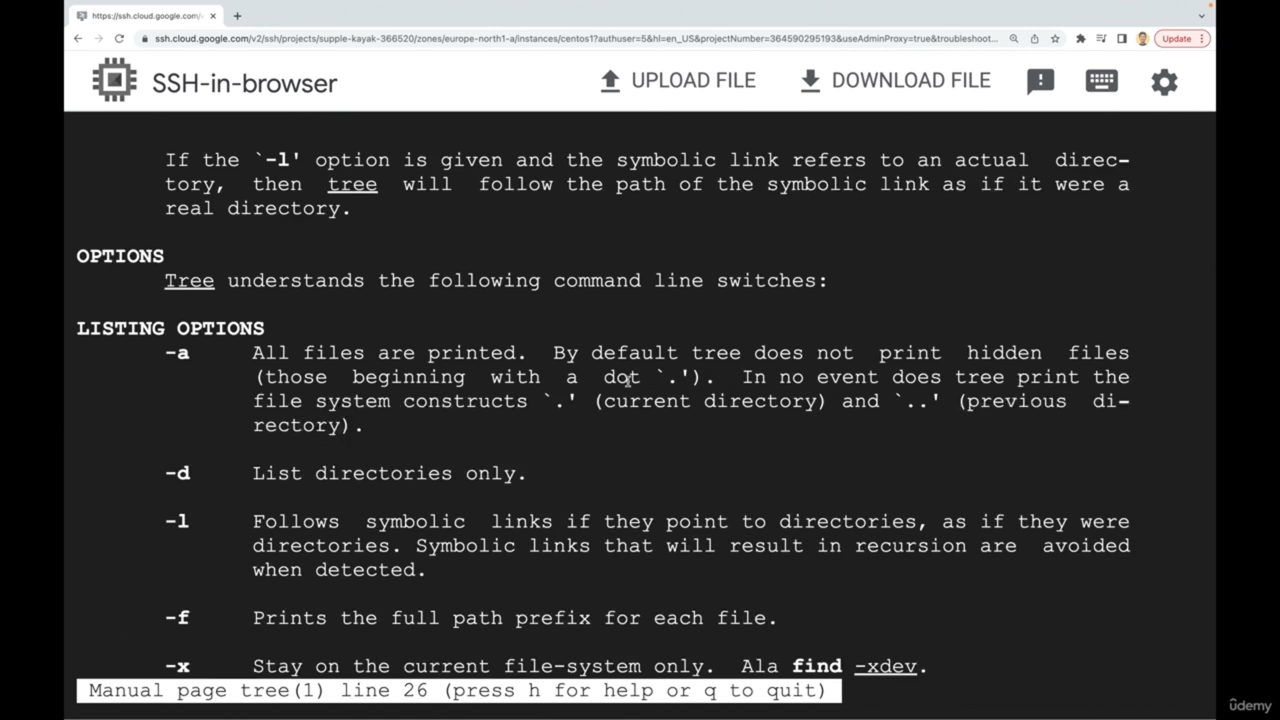 https://ssh.cloud.google.com/v
ssh.cloud.google.com/v2/ssh/projects/supple-kayak-366520/zones/europe-north1-a/instances/centos1?authuser=5&hl=en_US&projectNumber=364590295193&useAdminProxy=true&troubleshoot...
Update
SSH-in-browser
UPLOAD FILE
DOWNLOAD FILE
If the `-l' option is given and the symbolic link refers to an actual direc-
tory, then tree will follow the path of the symbolic link as if it were a
real directory.
OPTIONS
Tree understands the following command line switches:
LISTING OPTIONS
-a All files are printed. By default tree does not print hidden files
(those beginning with a dot `.'). In no event does tree print the
file system constructs `.' (current directory) and `..' (previous di-
rectory).
-d List directories only.
-l Follows symbolic links if they point to directories, as if they were
directories. Symbolic links that will result in recursion are avoided
when detected.
-f Prints the full path prefix for each file.
-x Stay on the current file-system only. Ala find -xdev.
Manual page tree(1) line 26 (press h for help or q to quit)
ûdemy